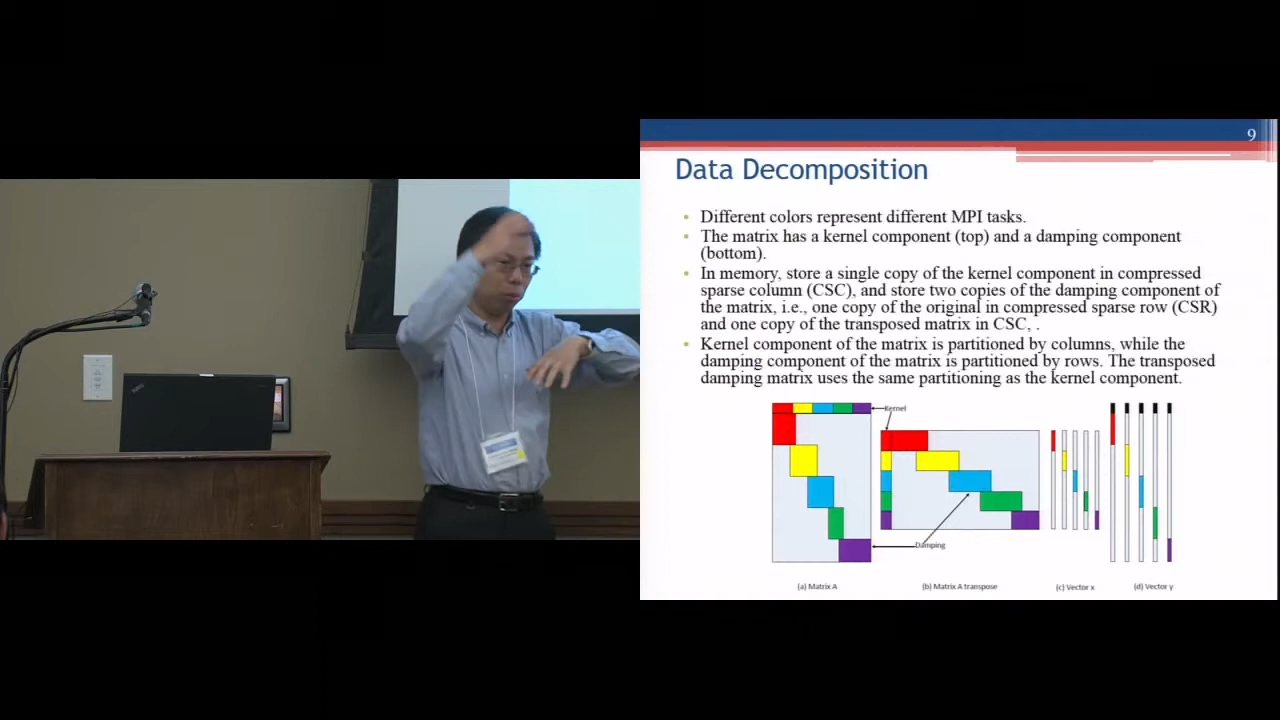 9
Data Decomposition
Different colors represent different MPI tasks.
The matrix has a kernel component (top) and a damping component
(bottom).
In memory, store a single copy of the kernel component in compressed
sparse column (CSC), and store two copies of the damping component of
the matrix, i.e., one copy of the original in compressed sparse row (CSR)
and one copy of the transposed matrix in CSC, .
Kernel component of the matrix is partitioned by columns, while the
damping component of the matrix is partitioned by rows. The transposed
damping matrix uses the same partitioning as the kernel component.
Kernel
Damping
(a) Matrix A
(b) Matrix A transpose
(c) Vector x
(d) Vector y